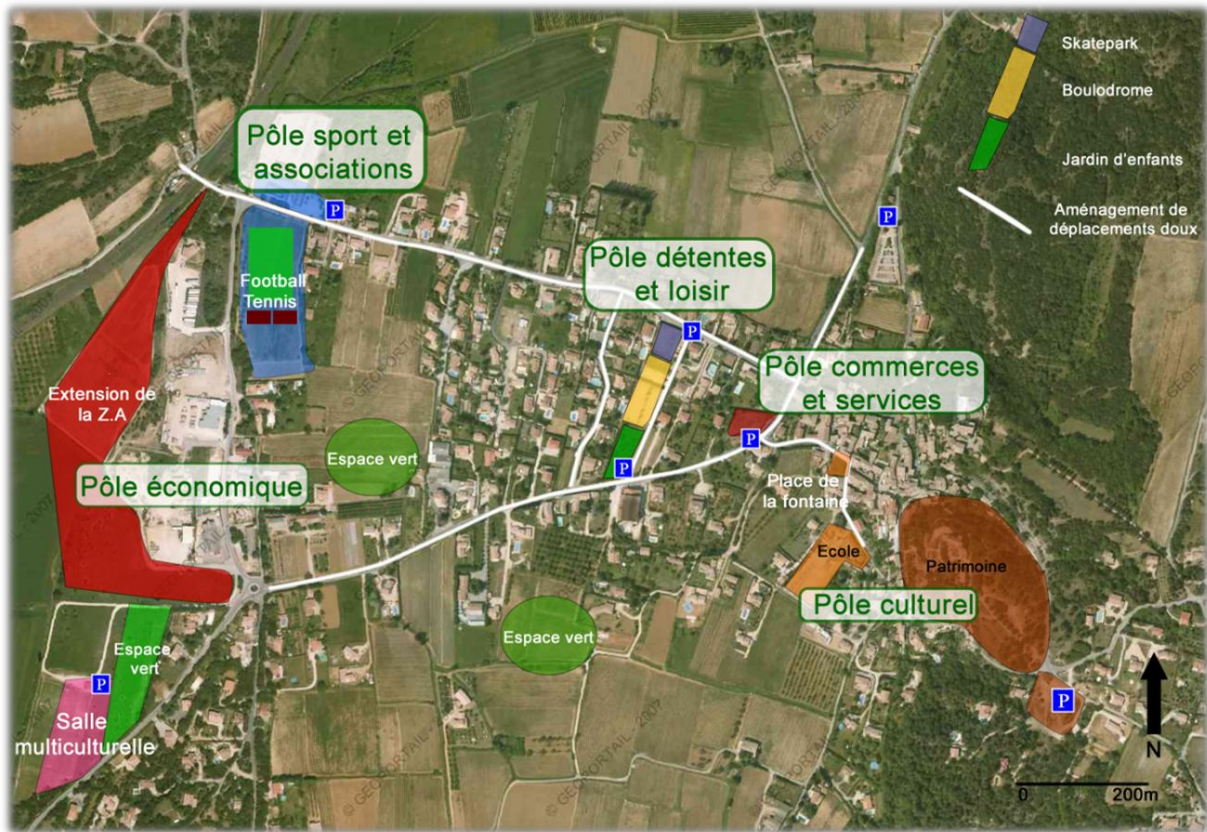 Skatepark
Boulodrome
Jardin d'enfants
Aménagement de
déplacements doux
Pôle sport et
associations
P
P
Football
Tennis
Pôle détentes
et loisir
P
Pôle commerces
et services
P
P
Extension de
la Z.A
Pôle économique
Espace vert
Place de
la fontaine
Ecole
Patrimoine
Pôle culturel
Espace vert
Espace
vert
P
Salle
multiculturelle
P
N
0 200m
© GEOPORTAIL - 2007